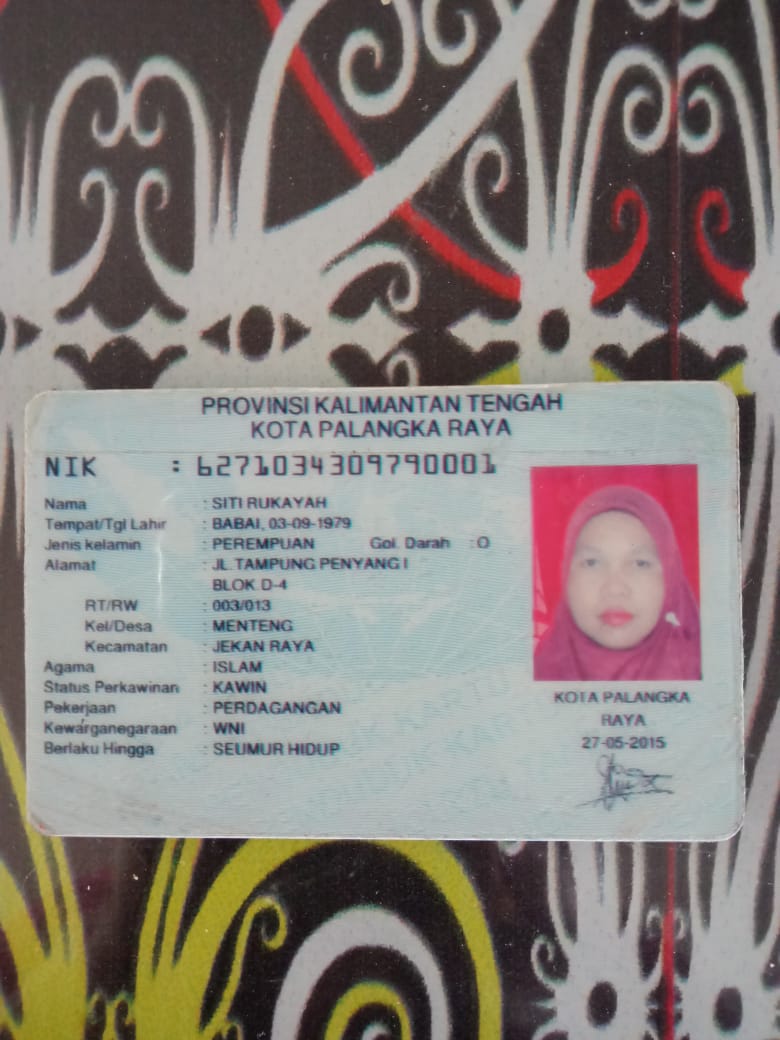 PROVINSI KALIMANTAN TENGAH
KOTA PALANGKA RAYA
NIK : 6271034309790001
Nama : SITI RUKAYAH
Tempat/Tgl Lahir : BABAI, 03-09-1979
Jenis kelamin : PEREMPUAN Gol. Darah : O
Alamat : JL. TAMPUNG PENYANG I
BLOK D-4
RT/RW : 003/013
Kel/Desa : MENTENG
Kecamatan : JEKAN RAYA
Agama : ISLAM
Status Perkawinan : KAWIN
Pekerjaan : PERDAGANGAN
Kewarganegaraan : WNI
Berlaku Hingga : SEUMUR HIDUP
KOTA PALANGKA
RAYA
27-05-2015